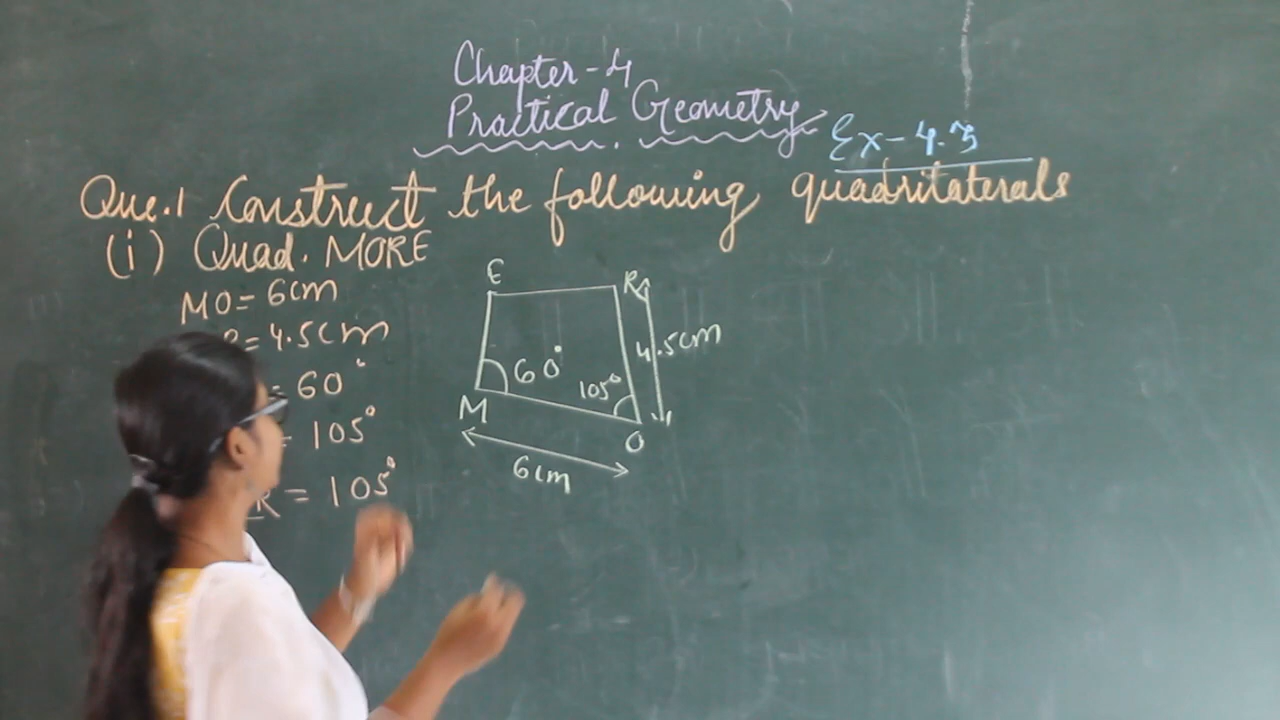 Chapter-4
Practical Geometry
Ex-4.3
Que.1 Construct the following quadritaterals
(i) Quad. MORE
MO = 6cm
= 4.5cm
= 60°
= 105°
R = 105°
E
R
4.5cm
60°
105°
M
O
6cm